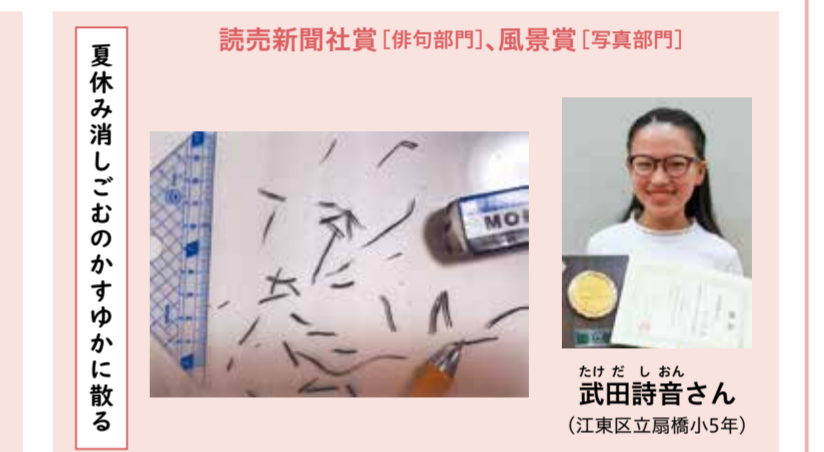 読売新聞社賞[俳句部門]、風景賞[写真部門]
夏休み消しごむのかすゆかに散る
MO
たけ だ し おん
武田詩音さん
(江東区立扇橋小5年)